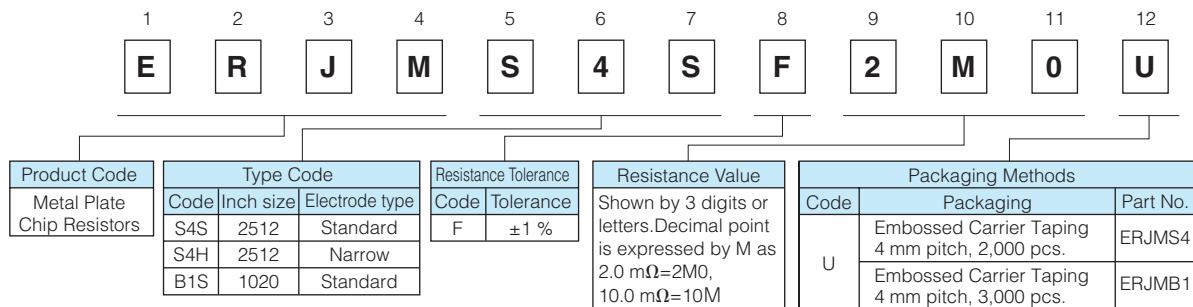 1 2 3 4 5 6 7 8 9 10 11 12
E R J M S 4 S F 2 M 0 U
Product Code
Metal Plate
Chip Resistors
Type Code
Code Inch size Electrode type
S4S 2512 Standard
S4H 2512 Narrow
B1S 1020 Standard
Resistance Tolerance
Code Tolerance
F ±1 %
Resistance Value
Shown by 3 digits or
letters.Decimal point
is expressed by M as
2.0 mΩ=2M0,
10.0 mΩ=10M
Packaging Methods
Code Packaging Part No.
U
Embossed Carrier Taping
4 mm pitch, 2,000 pcs.
ERJMS4
Embossed Carrier Taping
4 mm pitch, 3,000 pcs.
ERJMB1